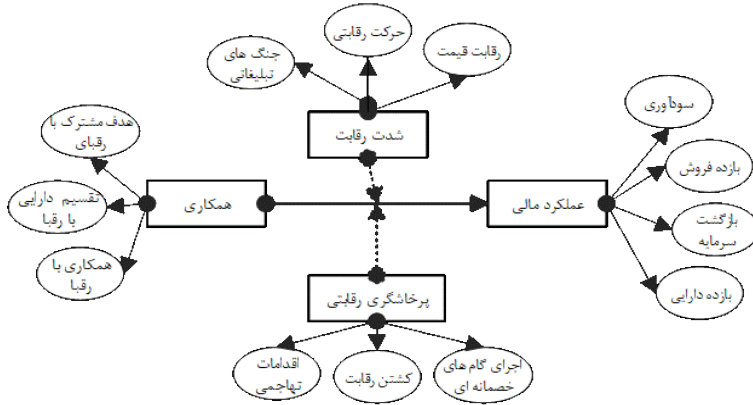 حرکت رقابتی
جنگ های
تبلیغاتی
رقابت قیمت
شدت رقابت
سودآوری
بازده فروش
بازگشت
سرمایه
بازده دارایی
عملکرد مالی
همکاری
هدف مشترک با
رقبای
تقسیم دارایی
با رقبا
همکاری با
رقبا
پرخاشگری رقابتی
اجرای گام های
خصمانه ای
کشتن رقابت
اقدامات
تهاجمی